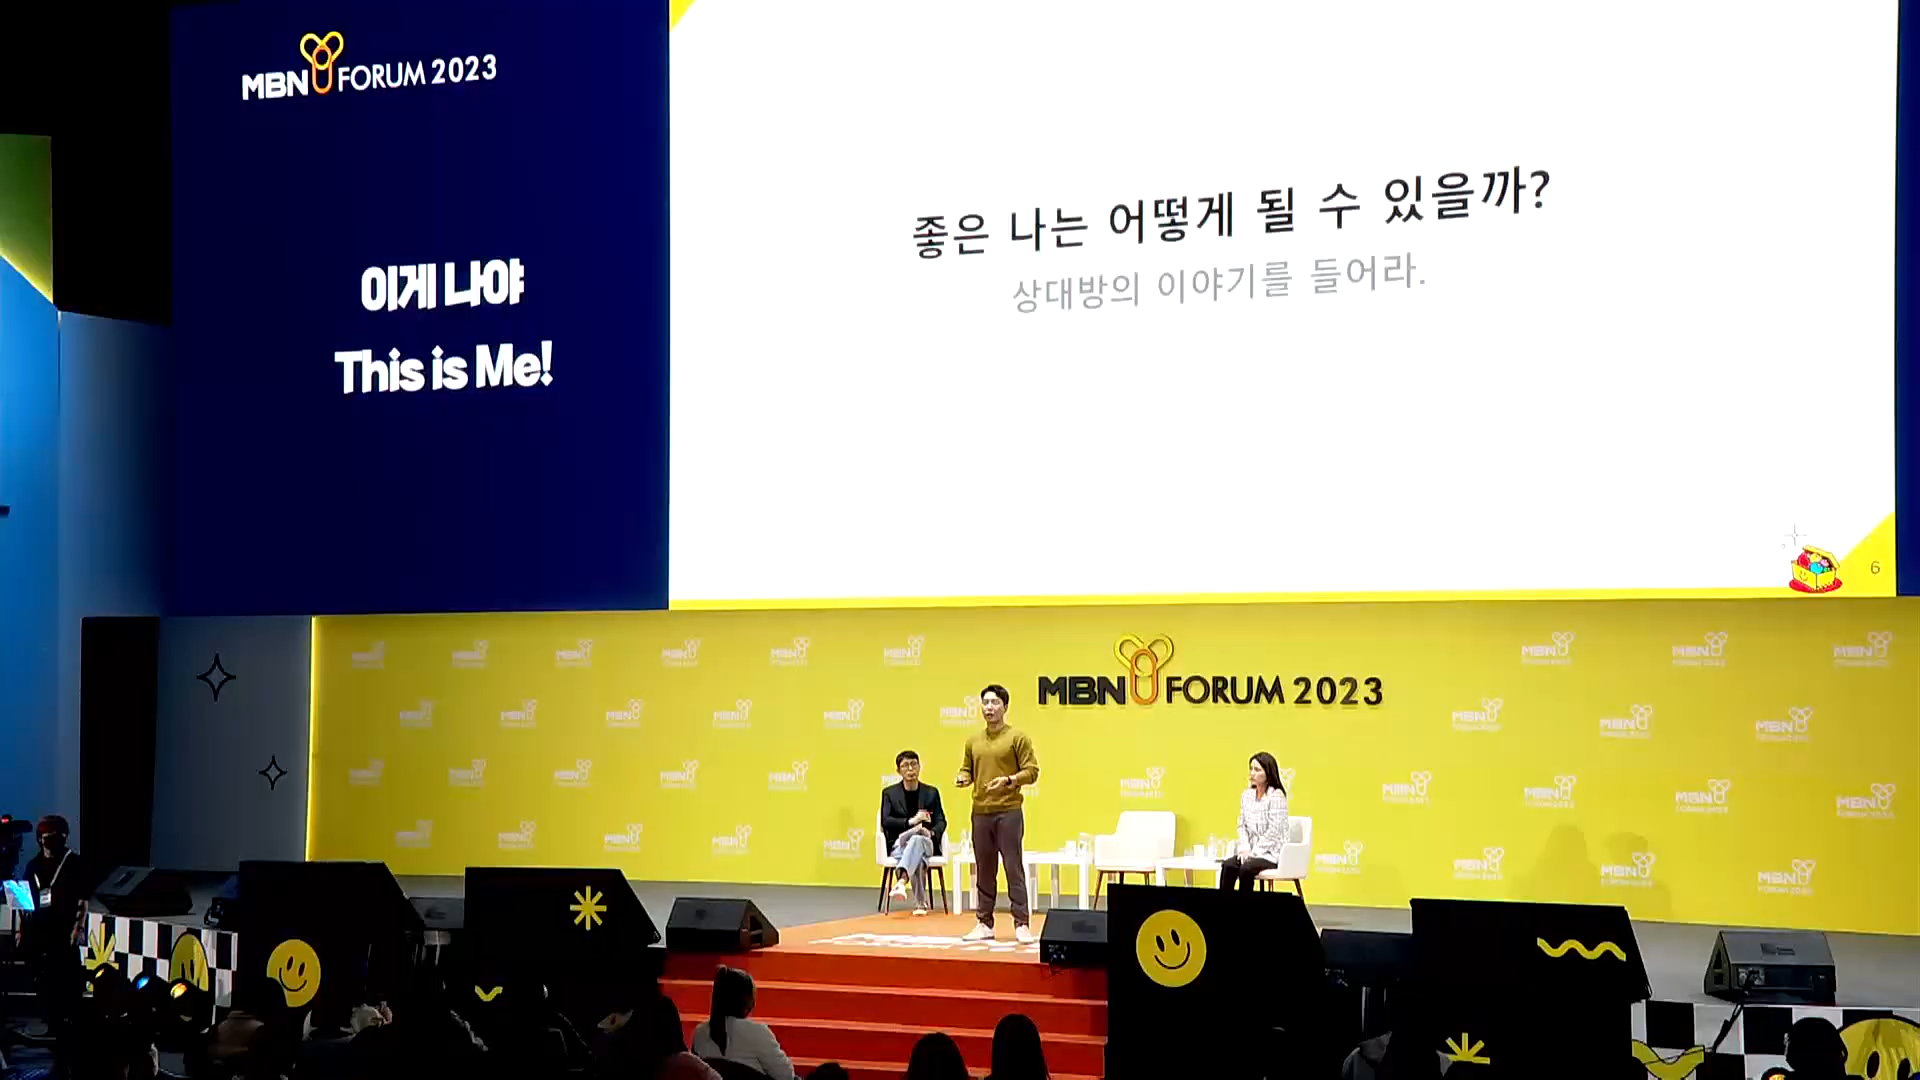 MBN Y FORUM 2023
이게 나야
This is Me!
좋은 나는 어떻게 될 수 있을까?
상대방의 이야기를 들어라.
6
MBN Y FORUM 2023